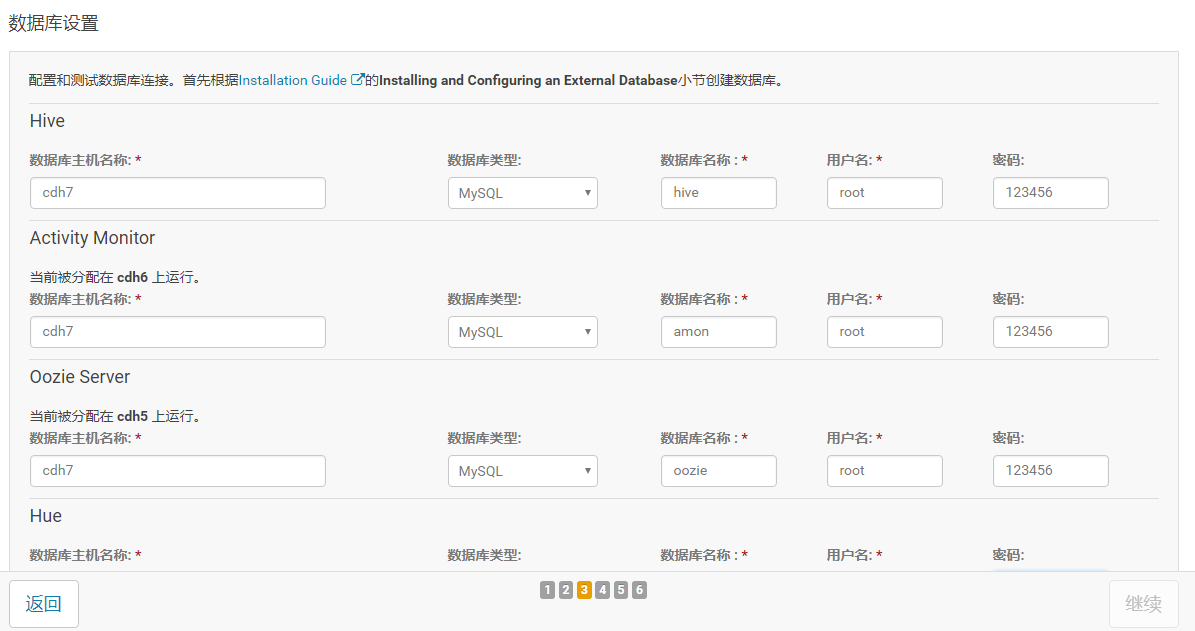 数据库设置
配置和测试数据库连接。首先根据Installation Guide 的Installing and Configuring an External Database小节创建数据库。
Hive
数据库主机名称: * 数据库类型: 数据库名称 : * 用户名: * 密码:
cdh7 MySQL hive root 123456
Activity Monitor
当前被分配在 cdh6 上运行。
数据库主机名称: * 数据库类型: 数据库名称 : * 用户名: * 密码:
cdh7 MySQL amon root 123456
Oozie Server
当前被分配在 cdh5 上运行。
数据库主机名称: * 数据库类型: 数据库名称 : * 用户名: * 密码:
cdh7 MySQL oozie root 123456
Hue
数据库主机名称: * 数据库类型: 数据库名称 : * 用户名: * 密码:
返回 1 2 3 4 5 6 继续